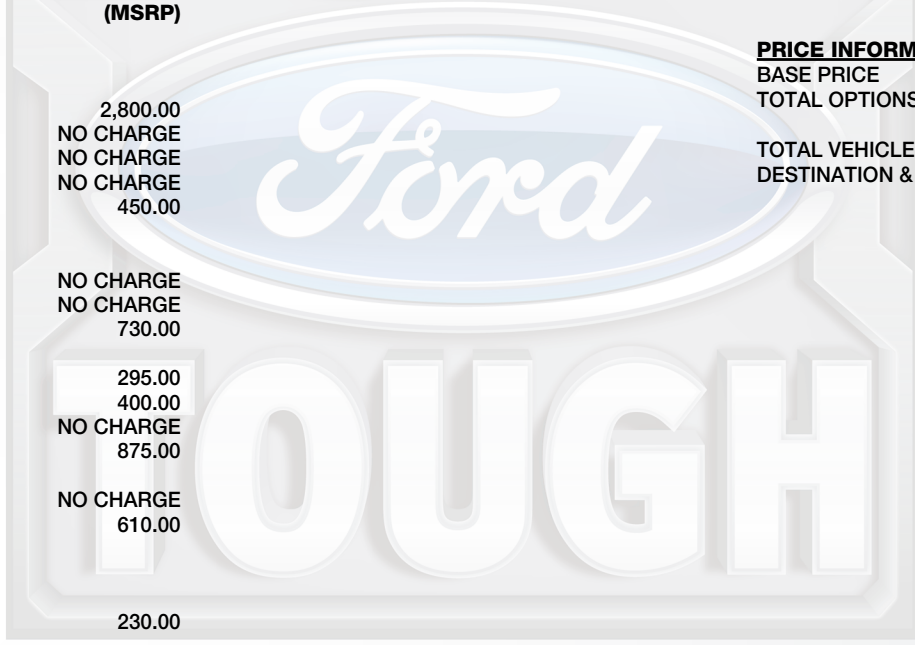 (MSRP)
2,800.00
NO CHARGE
NO CHARGE
NO CHARGE
450.00
NO CHARGE
NO CHARGE
730.00
295.00
400.00
NO CHARGE
875.00
NO CHARGE
610.00
230.00
PRICE INFORM
BASE PRICE
TOTAL OPTIONS
TOTAL VEHICLE
DESTINATION &
Ford
TOUGH